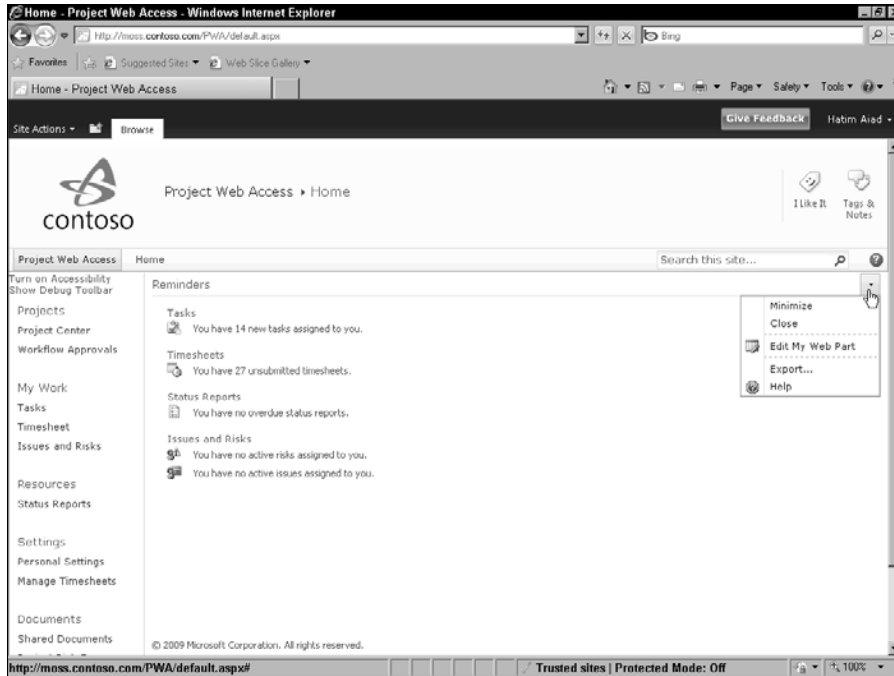 Home - Project Web Access - Windows Internet Explorer
http://moss.contoso.com/PWA/default.aspx
Bing
Favorites Suggested Sites Web Slice Gallery
Home - Project Web Access
Page Safety Tools
Site Actions Browse Give Feedback Hatim Aiad
contoso
Project Web Access Home
I Like It
Tags & Notes
Project Web Access Home Search this site...
Turn on Accessibility
Show Debug Toolbar
Projects
Project Center
Workflow Approvals
My Work
Tasks
Timesheet
Issues and Risks
Resources
Status Reports
Settings
Personal Settings
Manage Timesheets
Documents
Shared Documents
Reminders
Tasks
You have 14 new tasks assigned to you.
Timesheets
You have 27 unsubmitted timesheets.
Status Reports
You have no overdue status reports.
Issues and Risks
You have no active risks assigned to you.
You have no active issues assigned to you.
Minimize
Close
Edit My Web Part
Export...
Help
© 2009 Microsoft Corporation. All rights reserved.
http://moss.contoso.com/PWA/default.aspx# Trusted sites | Protected Mode: Off 100%